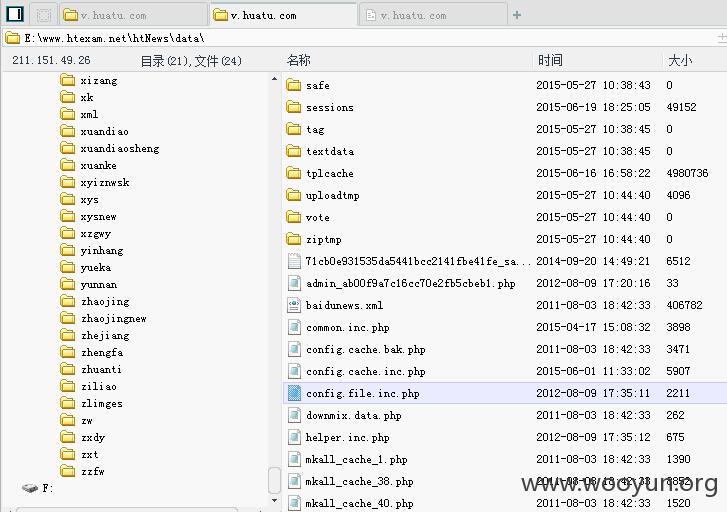 v.huatu.com v.huatu.com v.huatu.com
E:\www.htexam.net\htNews\data\
211.151.49.26 目录(21),文件(24) 名称 时间 大小
xizang
xk
xml
xuandiao
xuandiaosheng
xuanke
xyiznwsk
xys
xysnew
xzgwy
yinhang
yueka
yunnan
zhaojing
zhaojingnew
zhejiang
zhengfa
zhuanti
ziliao
zlimges
zw
zxdy
zxt
zzfw
F:
safe 2015-05-27 10:38:43 0
sessions 2015-06-19 18:25:05 49152
tag 2015-05-27 10:38:45 0
textdata 2015-05-27 10:38:45 0
tplcache 2015-06-16 16:58:22 4980736
uploadtmp 2015-05-27 10:44:40 4096
vote 2015-05-27 10:44:40 0
ziptmp 2015-05-27 10:44:40 0
71cb0e931535da5441bcc2141fbe41fe_sa... 2014-09-20 14:49:21 6512
admin_ab00f9a7c16cc70e2fb5cbeb1.php 2012-08-09 17:20:16 33
baidunews.xml 2011-08-03 18:42:33 406782
common.inc.php 2015-04-17 15:08:32 3898
config.cache.bak.php 2011-08-03 18:42:33 3471
config.cache.inc.php 2015-06-01 11:33:02 5907
config.file.inc.php 2012-08-09 17:35:11 2211
downmix.data.php 2011-08-03 18:42:33 262
helper.inc.php 2012-08-09 17:35:12 675
mkall_cache_1.php 2011-08-03 18:42:33 1390
mkall_cache_38.php 2011-08-03 18:42:33 8852
mkall_cache_40.php 2011-08-03 18:42:33 1520
www.wooyun.org